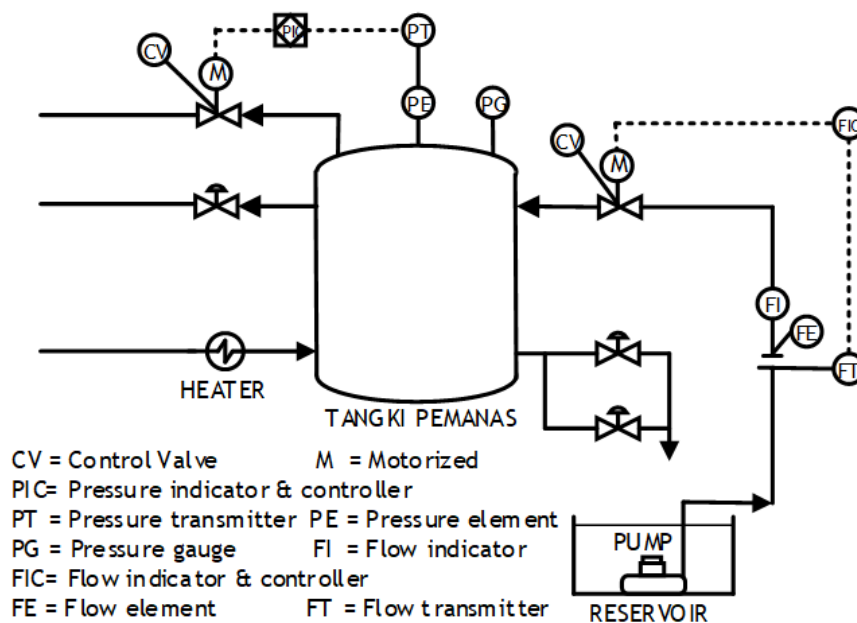 PIC
PT
CV
M
PE
PG
FIC
CV
M
FI
FE
FT
HEATER
TANGKI PEMANAS
CV = Control Valve M = Motorized
PIC= Pressure indicator & controller
PT = Pressure transmitter PE = Pressure element
PG = Pressure gauge FI = Flow indicator
FIC= Flow indicator & controller
FE = Flow element FT = Flow transmitter
PUMP
RESERVOIR